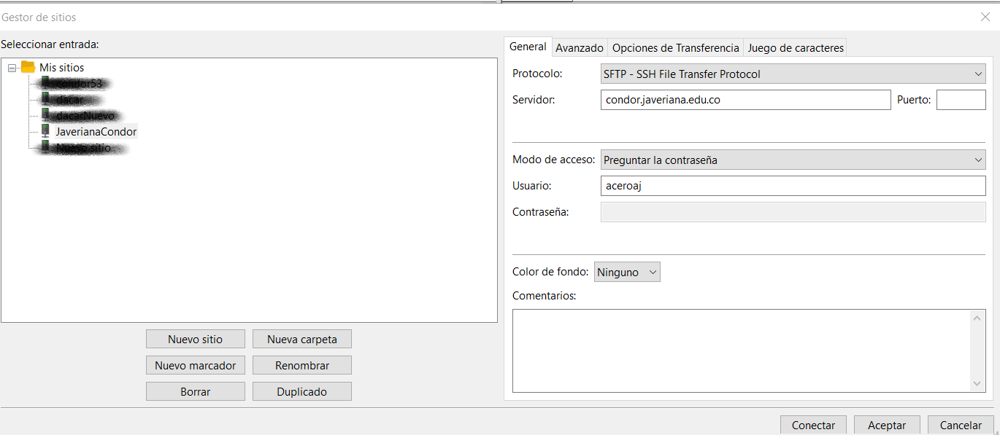 Gestor de sitios
Seleccionar entrada:
Mis sitios
condor53
dacar
dacarNuevo
JaverianaCondor
Nuevo sitio
Nuevo sitio Nueva carpeta
Nuevo marcador Renombrar
Borrar Duplicado
General Avanzado Opciones de Transferencia Juego de caracteres
Protocolo: SFTP - SSH File Transfer Protocol
Servidor: condor.javeriana.edu.co Puerto:
Modo de acceso: Preguntar la contraseña
Usuario: aceroaj
Contraseña:
Color de fondo: Ninguno
Comentarios:
Conectar Aceptar Cancelar